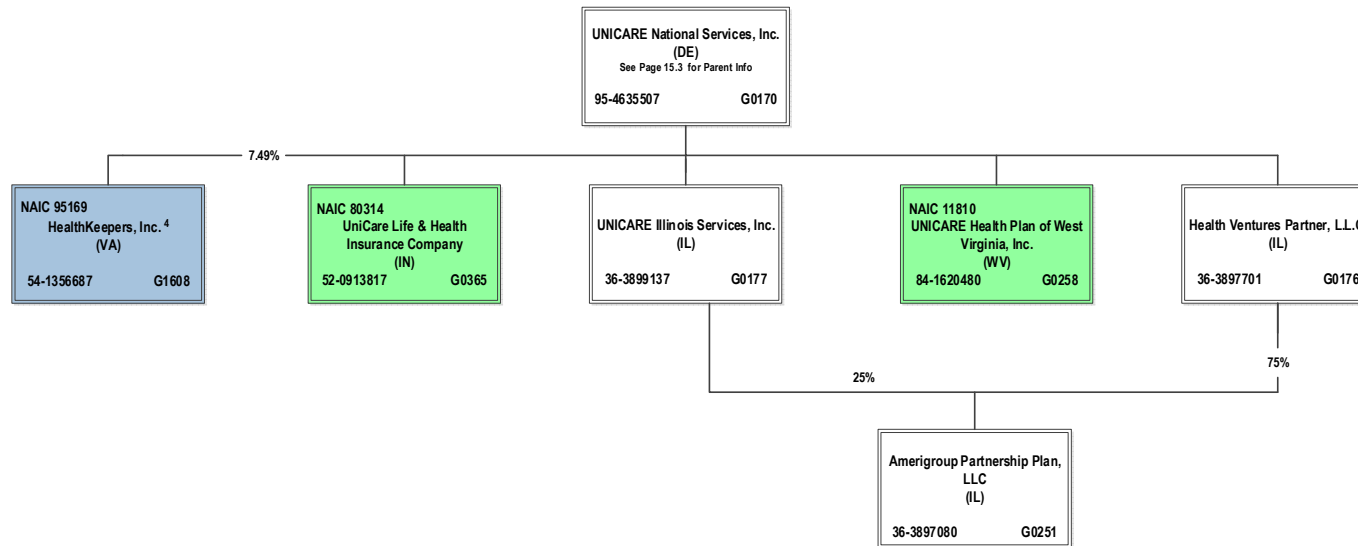 UNICARE National Services, Inc.
(DE)
See Page 15.3 for Parent Info
95-4635507 G0170
7.49%
NAIC 95169
HealthKeepers, Inc. 4
(VA)
54-1356687 G1608
NAIC 80314
UniCare Life & Health
Insurance Company
(IN)
52-0913817 G0365
UNICARE Illinois Services, Inc.
(IL)
36-3899137 G0177
NAIC 11810
UNICARE Health Plan of West
Virginia, Inc.
(WV)
84-1620480 G0258
Health Ventures Partner, L.L.C
(IL)
36-3897701 G0176
25%
75%
Amerigroup Partnership Plan,
LLC
(IL)
36-3897080 G0251